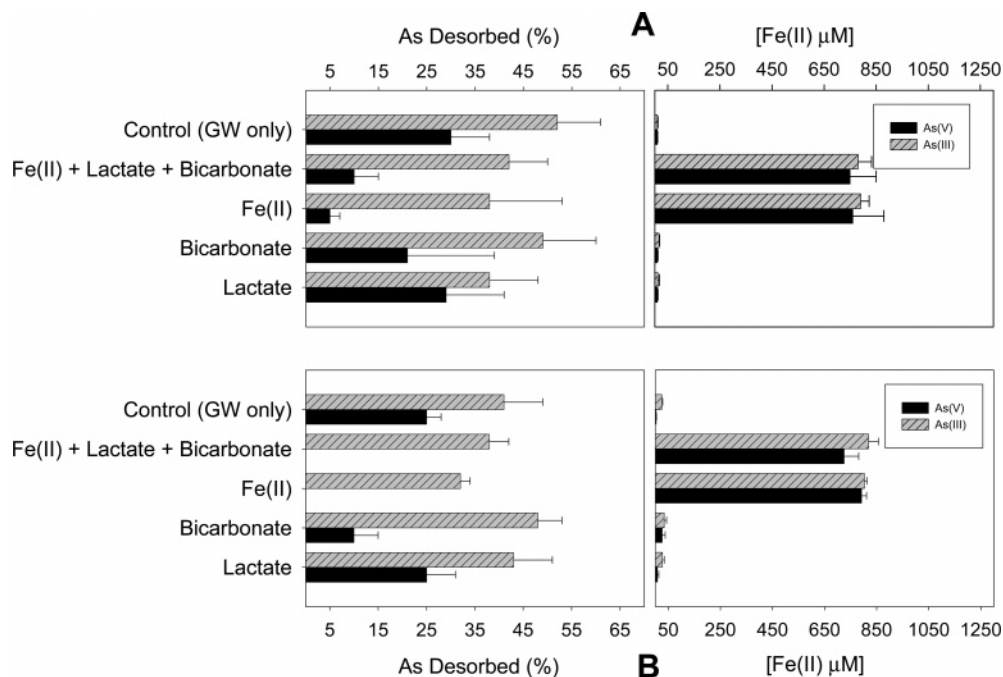 A
As Desorbed (%)
[Fe(II) μM]
5 15 25 35 45 55 65
50 250 450 650 850 1050 1250
Control (GW only)
Fe(II) + Lactate + Bicarbonate
Fe(II)
Bicarbonate
Lactate
As(V)
As(III)
Control (GW only)
Fe(II) + Lactate + Bicarbonate
Fe(II)
Bicarbonate
Lactate
As(V)
As(III)
5 15 25 35 45 55 65
50 250 450 650 850 1050 1250
As Desorbed (%)
B
[Fe(II) μM]